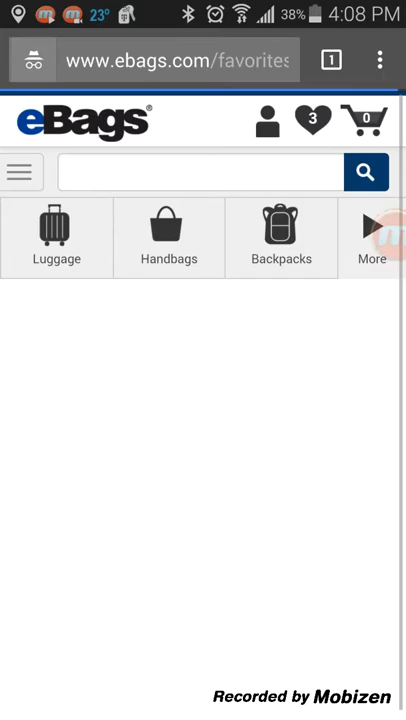 23° 38% 4:08 PM
www.ebags.com/favorites 1
eBags® 3 0
Luggage Handbags Backpacks More
Recorded by Mobizen